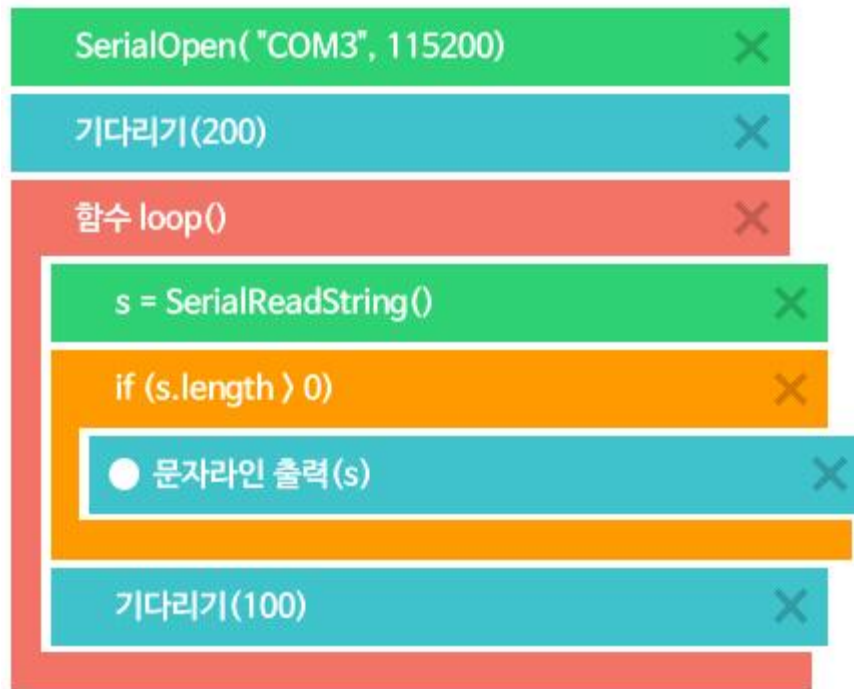 SerialOpen( "COM3", 115200)
기다리기(200)
함수 loop()
s = SerialReadString()
if (s.length > 0)
문자라인 출력(s)
기다리기(100)